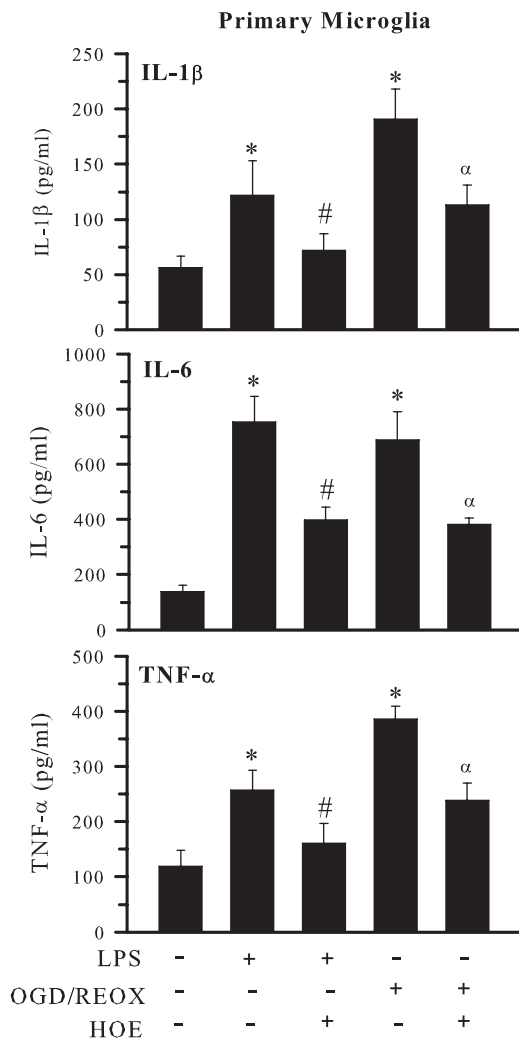 Primary Microglia
IL-1β
IL-1β (pg/ml)
250
200
150
100
50
0
*
#
*
α
IL-6
IL-6 (pg/ml)
1000
800
600
400
200
0
*
#
*
α
TNF-α
TNF-α (pg/ml)
500
400
300
200
100
0
*
#
*
α
LPS - + + - -
OGD/REOX - - - + +
HOE - - + - +